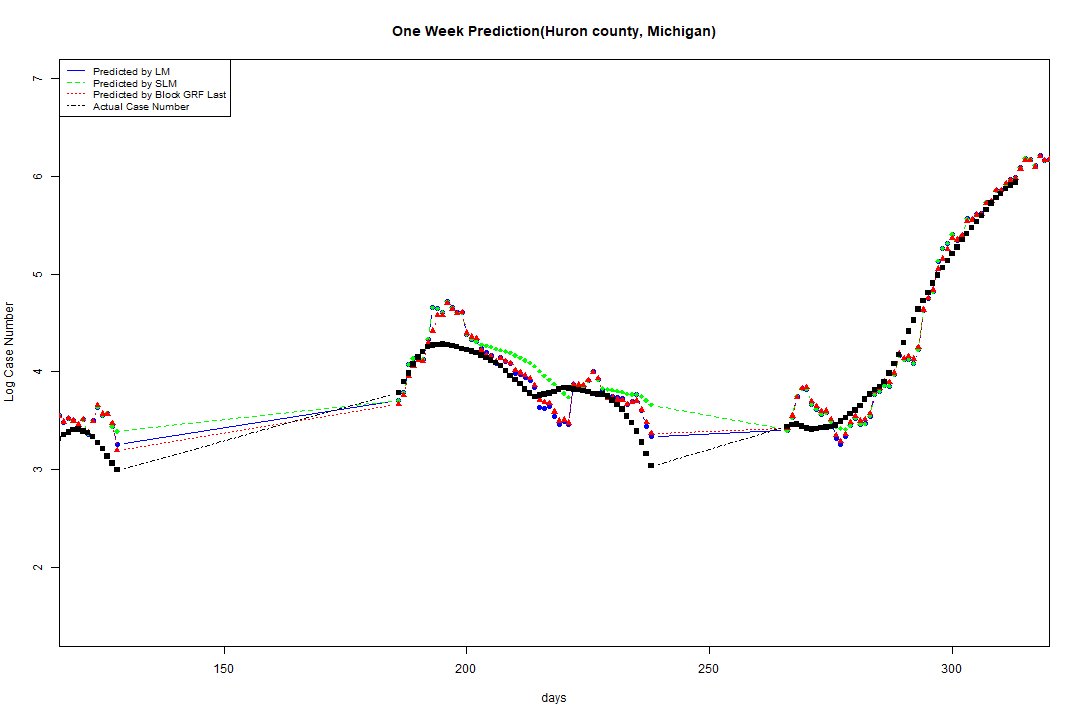 One Week Prediction(Huron county, Michigan)
Predicted by LM
Predicted by SLM
Predicted by Block GRF Last
Actual Case Number
7
6
5
4
3
2
Log Case Number
150
200
250
300
days